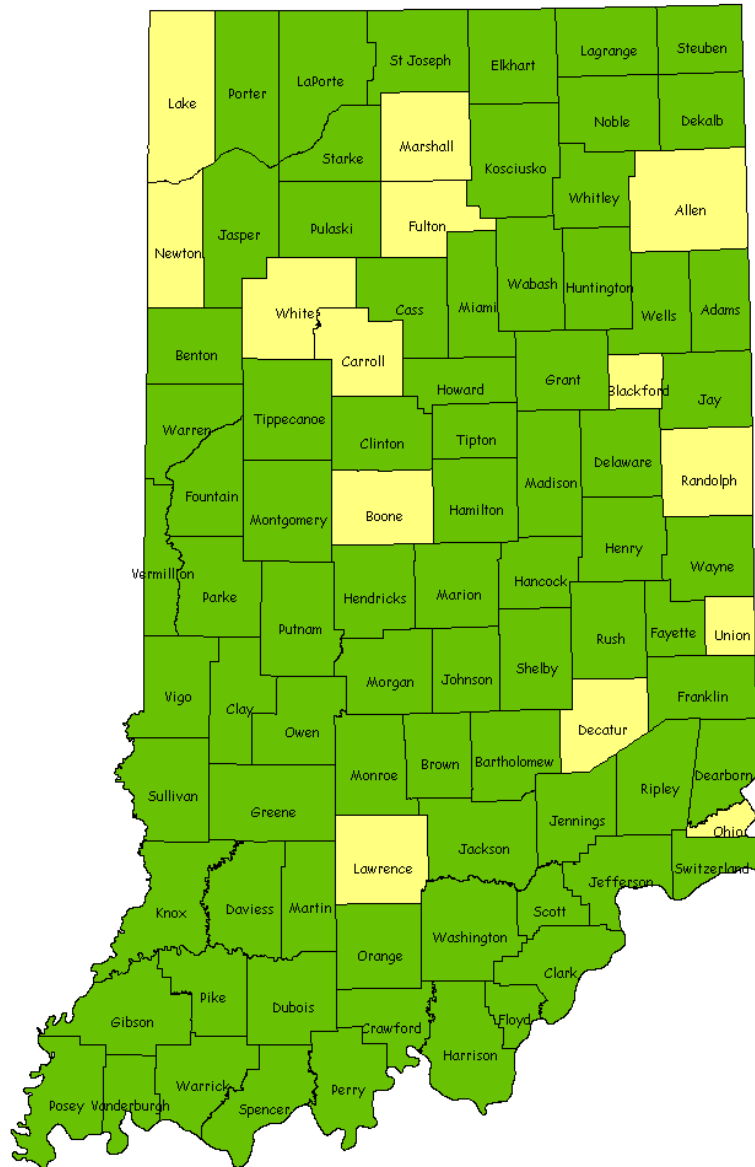 Lake
Porter
LaPorte
St Joseph
Elkhart
Lagrange
Steuben
Noble
Dekalb
Marshall
Starke
Kosciusko
Whitley
Allen
Newton
Jasper
Pulaski
Fulton
Wabash
Huntington
White
Cass
Miami
Wells
Adams
Benton
Carroll
Howard
Grant
Blackford
Jay
Warren
Tippecanoe
Clinton
Tipton
Madison
Delaware
Randolph
Fountain
Montgomery
Boone
Hamilton
Henry
Wayne
Vermillion
Parke
Putnam
Hendricks
Marion
Hancock
Rush
Fayette
Union
Vigo
Clay
Owen
Morgan
Johnson
Shelby
Franklin
Decatur
Sullivan
Greene
Monroe
Brown
Bartholomew
Jennings
Ripley
Dearborn
Ohio
Lawrence
Jackson
Jefferson
Switzerland
Knox
Daviess
Martin
Orange
Washington
Scott
Clark
Gibson
Pike
Dubois
Crawford
Harrison
Floyd
Posey
Vanderburgh
Warrick
Spencer
Perry